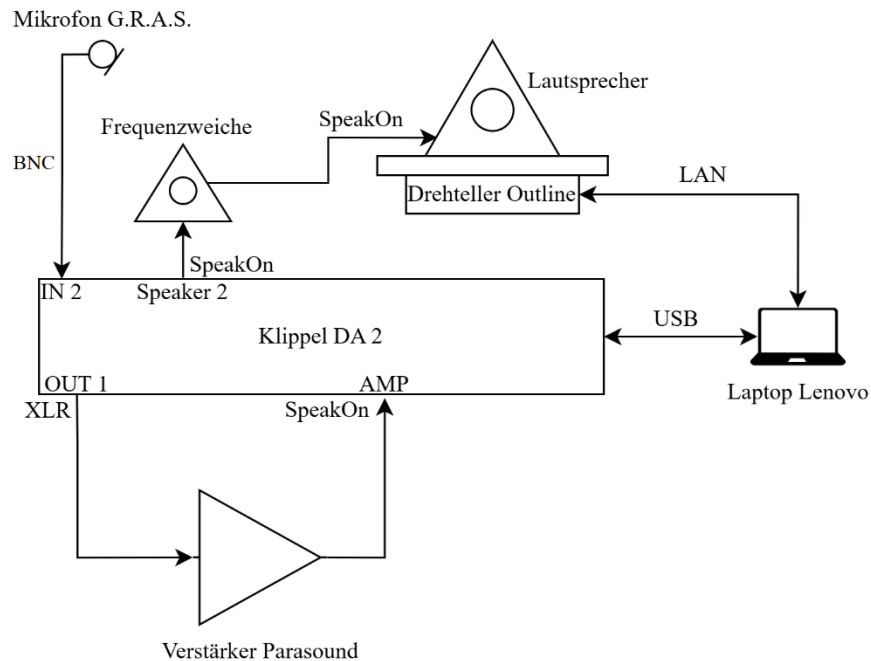 Mikrofon G.R.A.S.
Lautsprecher
Frequenzweiche
SpeakOn
BNC
LAN
Drehteller Outline
SpeakOn
IN 2
Speaker 2
USB
Klippel DA 2
OUT 1
AMP
Laptop Lenovo
XLR
SpeakOn
Verstärker Parasound